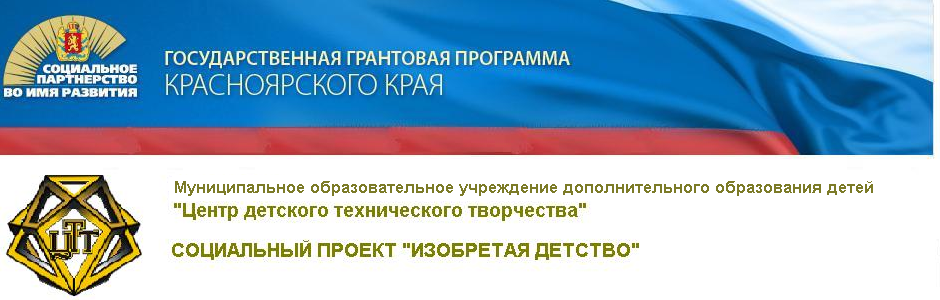 СОЦИАЛЬНОЕ
ПАРТНЕРСТВО
ВО ИМЯ РАЗВИТИЯ
ГОСУДАРСТВЕННАЯ ГРАНТОВАЯ ПРОГРАММА
КРАСНОЯРСКОГО КРАЯ
ЦТТ
Муниципальное образовательное учреждение дополнительного образования детей
"Центр детского технического творчества"
СОЦИАЛЬНЫЙ ПРОЕКТ "ИЗОБРЕТАЯ ДЕТСТВО"